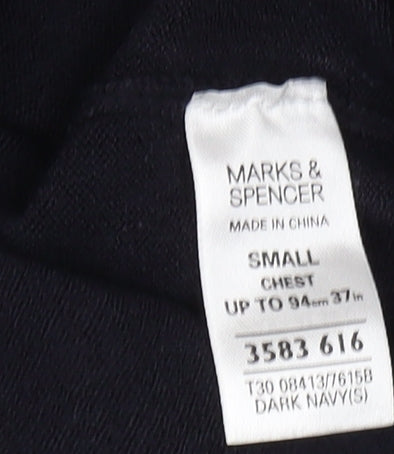 MARKS &
SPENCER
MADE IN CHINA
SMALL
CHEST
UP TO 94cm 37in
3583 616
T30 08413/7615B
DARK NAVY(S)